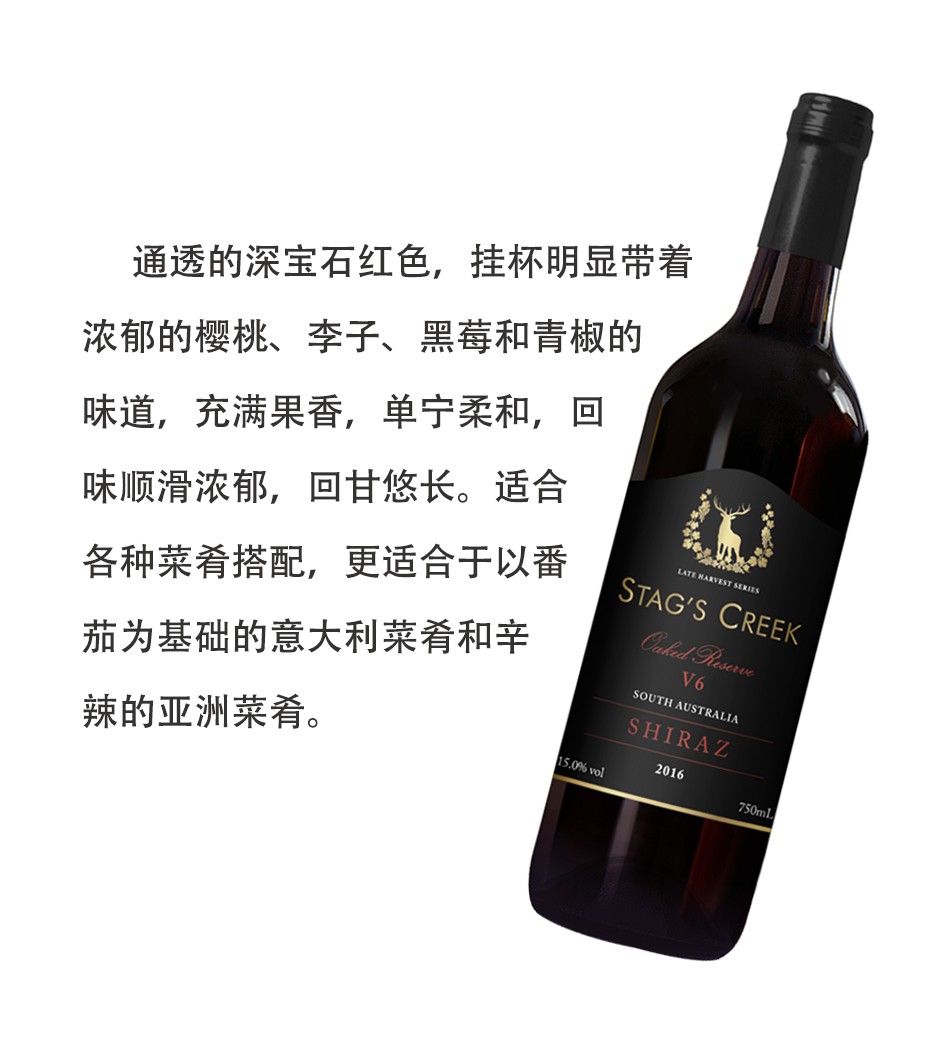 通透的深宝石红色，挂杯明显带着
浓郁的樱桃、李子、黑莓和青椒的
味道，充满果香，单宁柔和，回
味顺滑浓郁，回甘悠长。适合
各种菜肴搭配，更适合于以番
茄为基础的意大利菜肴和辛
辣的亚洲菜肴。
LATE HARVEST SERIES
STAG'S CREEK
Oaked Reserve
V6
SOUTH AUSTRALIA
SHIRAZ
15.0% vol
2016
750mL